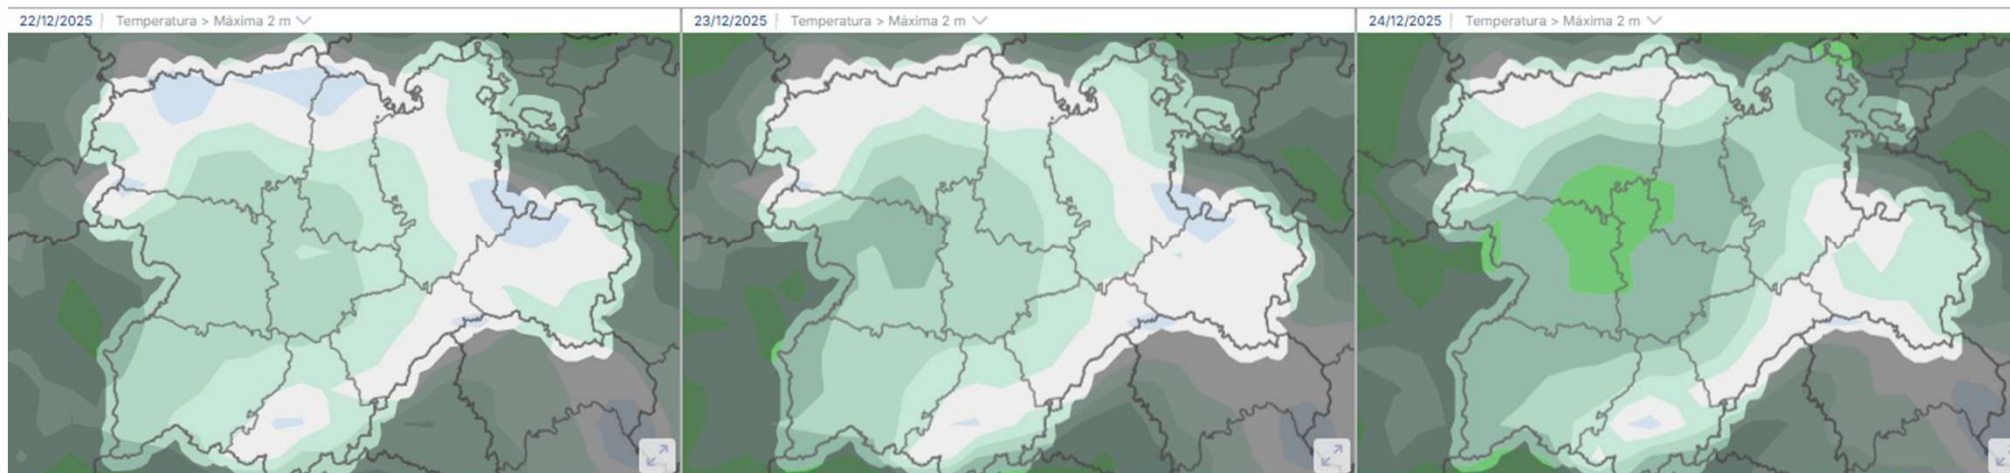 22/12/2025 Temperatura > Máxima 2 m
23/12/2025 Temperatura > Máxima 2 m
24/12/2025 Temperatura > Máxima 2 m